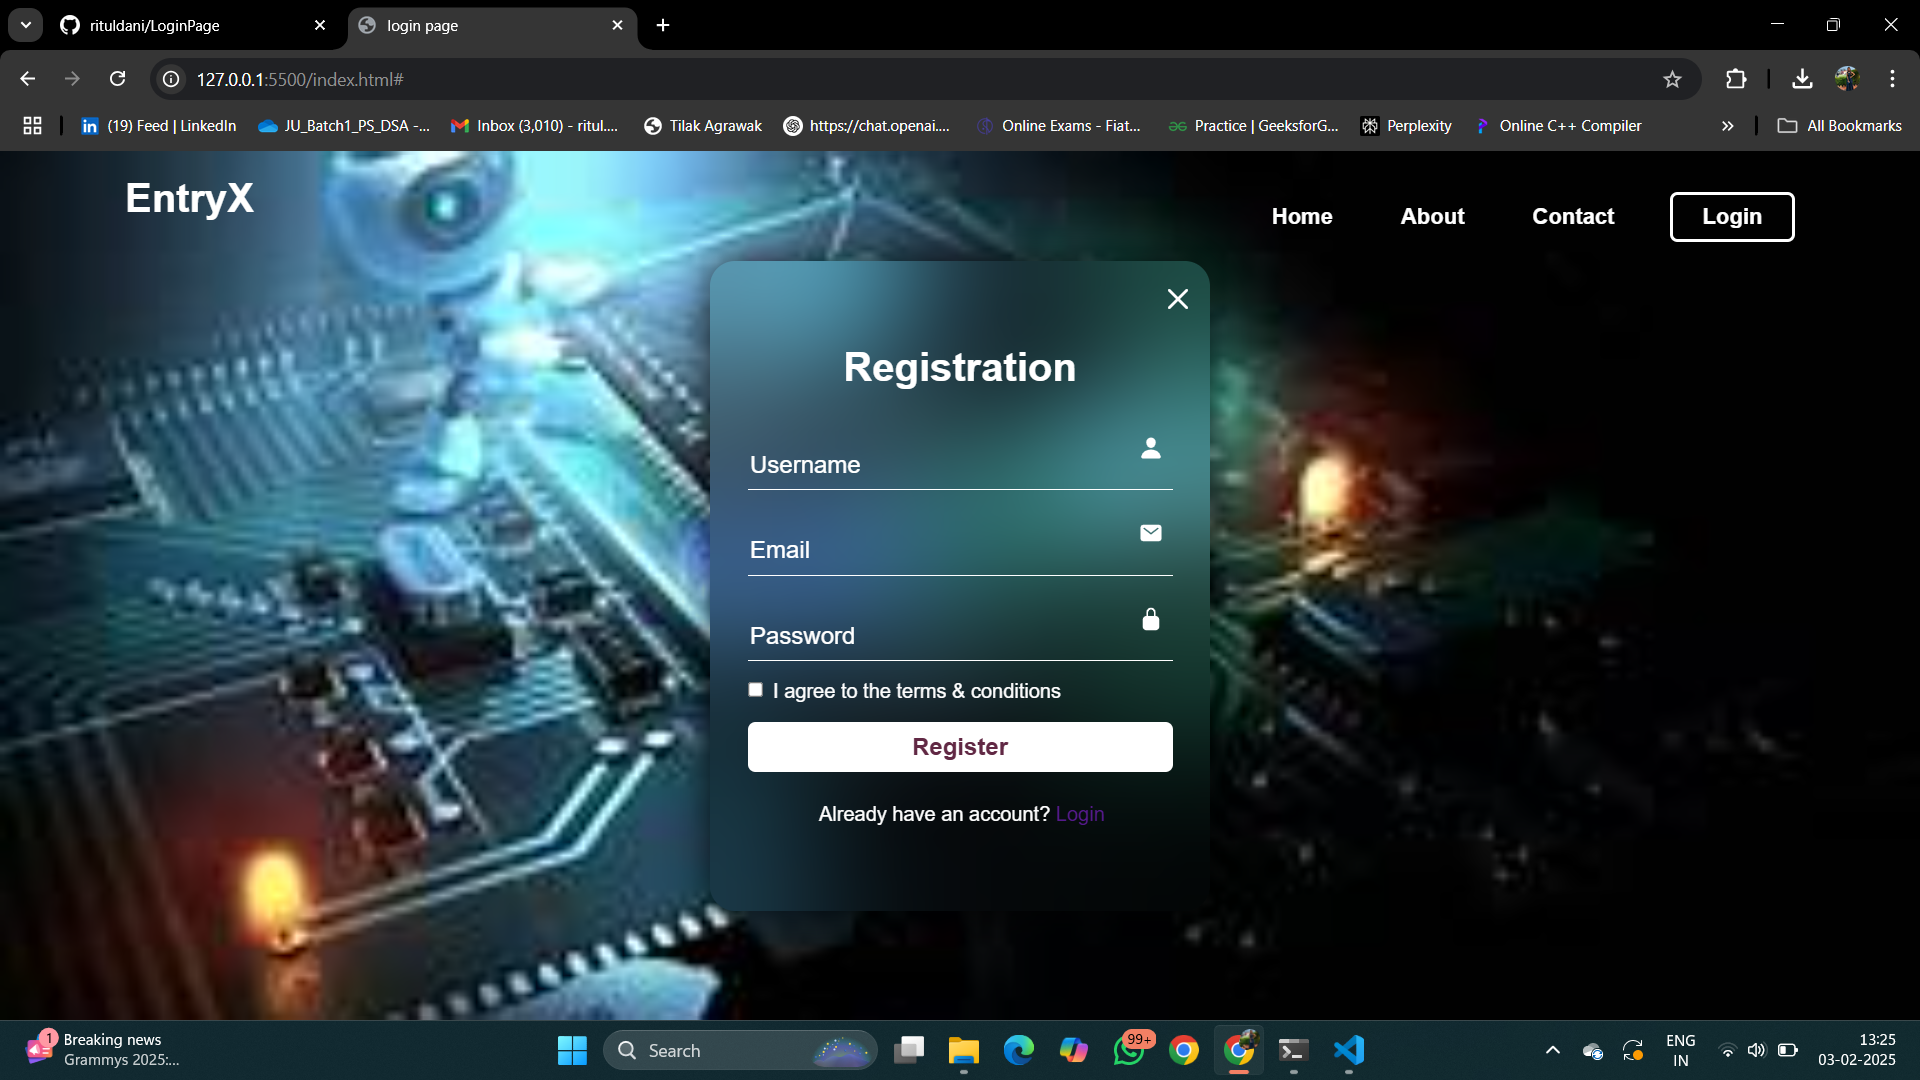 rituldani/LoginPage
login page
127.0.0.1:5500/index.html#
(19) Feed | LinkedIn
JU_Batch1_PS_DSA -...
Inbox (3,010) - ritul....
Tilak Agrawak
https://chat.openai....
Online Exams - Fiat...
Practice | GeeksforG...
Perplexity
Online C++ Compiler
All Bookmarks
EntryX
Home
About
Contact
Login
Registration
Username
Email
Password
I agree to the terms & conditions
Register
Already have an account? Login
1
Breaking news
Grammys 2025:...
Search
99+
ENG
IN
13:25
03-02-2025